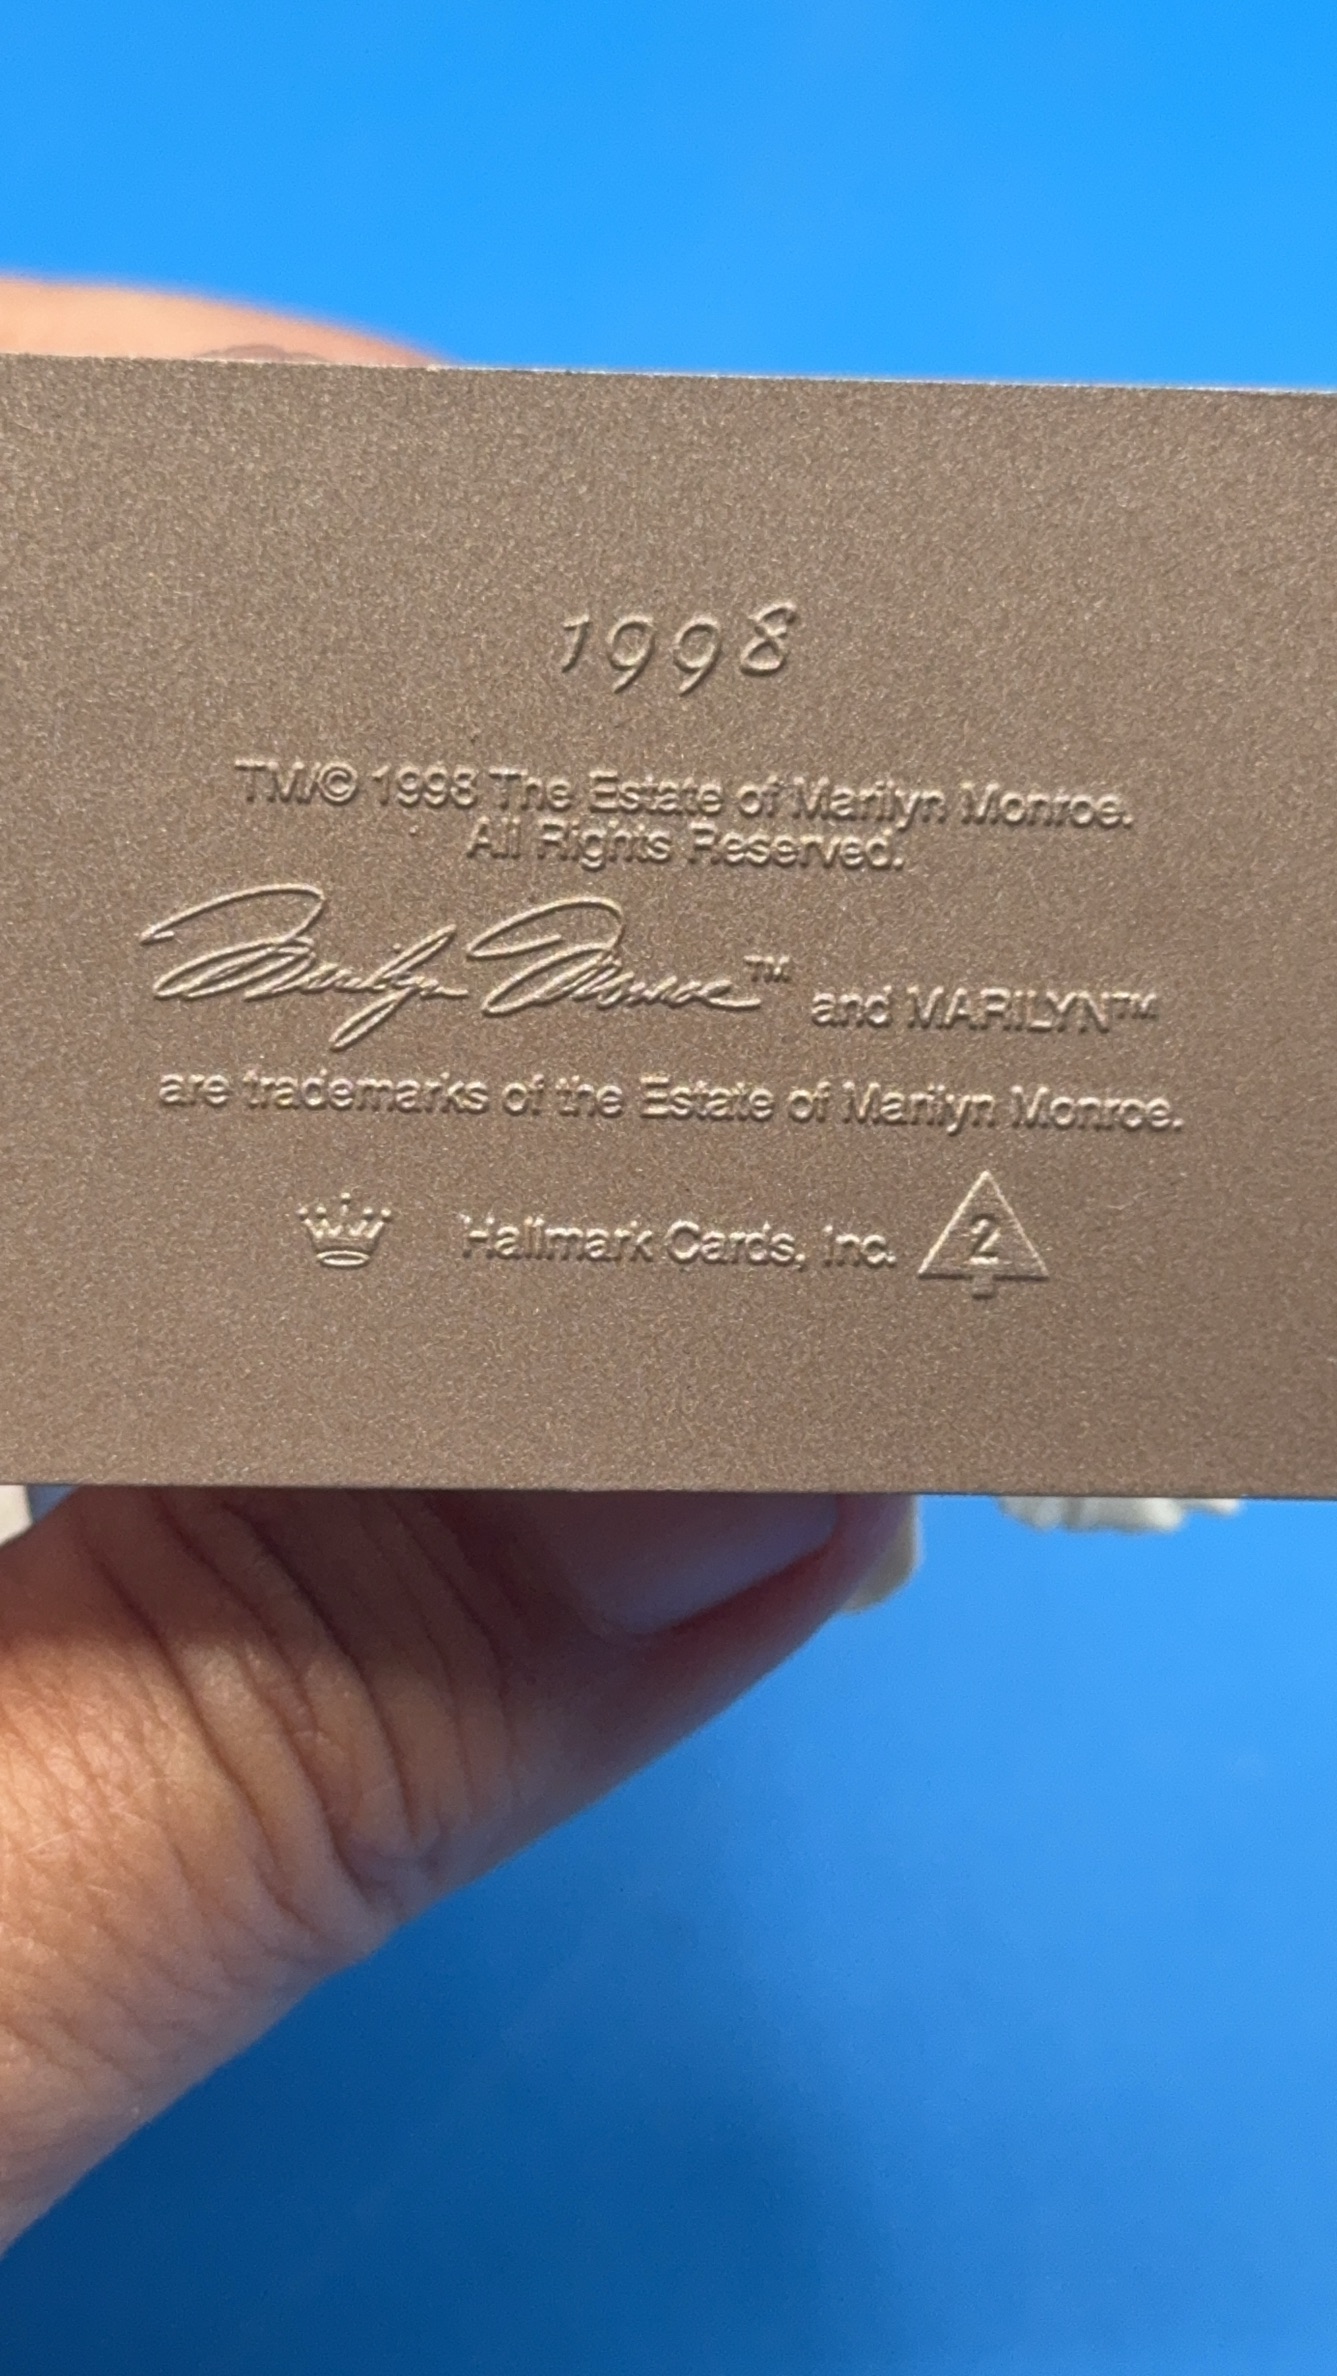 1998
TM/© 1998 The Estate of Marilyn Monroe.
All Rights Reserved.
Marilyn Monroe™ and MARILYN™
are trademarks of the Estate of Marilyn Monroe.
Hallmark Cards, Inc. 2